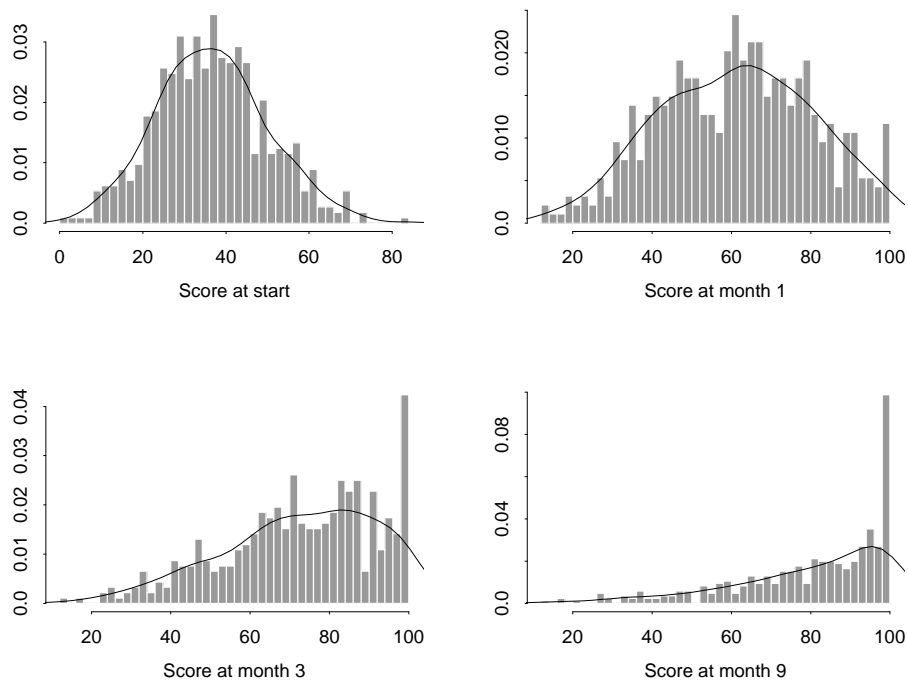 0.0 0.01 0.02 0.03
0 20 40 60 80
Score at start
0.0 0.010 0.020
20 40 60 80 100
Score at month 1
0.0 0.01 0.02 0.03 0.04
20 40 60 80 100
Score at month 3
0.0 0.04 0.08
20 40 60 80 100
Score at month 9